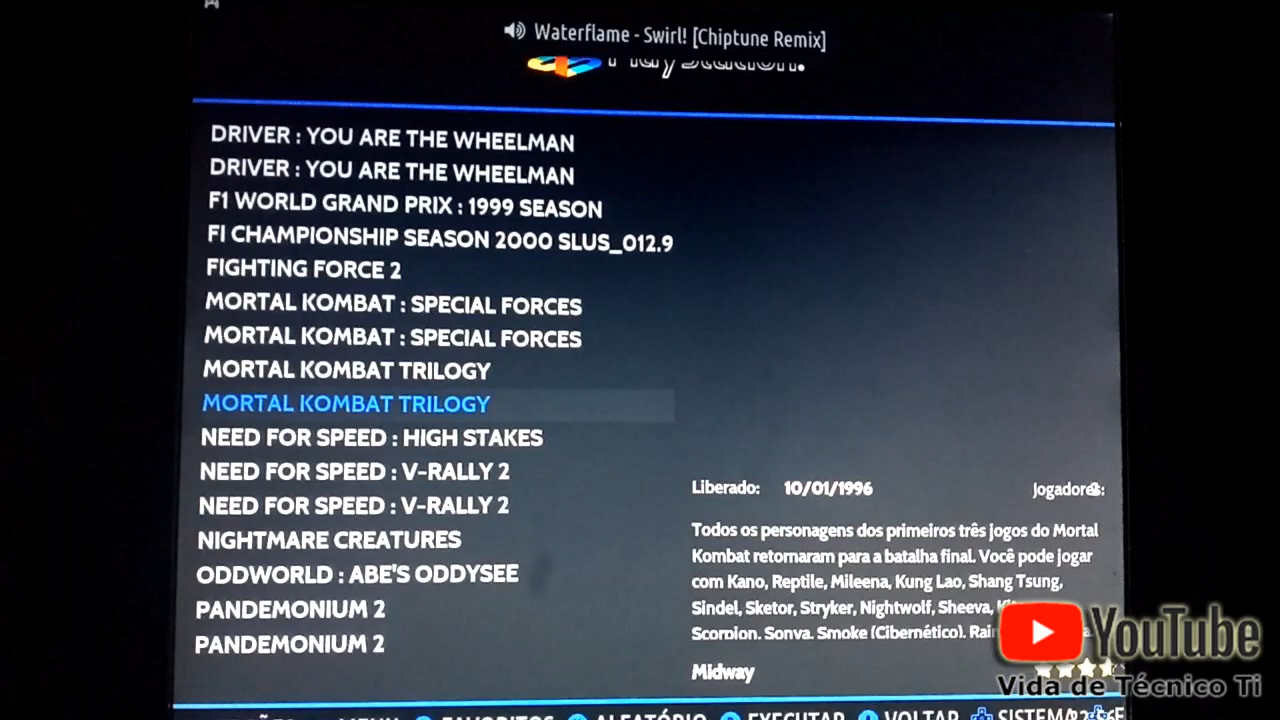 Waterflame - Swirl! [Chiptune Remix]
PlayStation.
DRIVER : YOU ARE THE WHEELMAN
DRIVER : YOU ARE THE WHEELMAN
F1 WORLD GRAND PRIX : 1999 SEASON
FI CHAMPIONSHIP SEASON 2000 SLUS_012.9
FIGHTING FORCE 2
MORTAL KOMBAT : SPECIAL FORCES
MORTAL KOMBAT : SPECIAL FORCES
MORTAL KOMBAT TRILOGY
MORTAL KOMBAT TRILOGY
NEED FOR SPEED : HIGH STAKES
NEED FOR SPEED : V-RALLY 2
NEED FOR SPEED : V-RALLY 2
NIGHTMARE CREATURES
ODDWORLD : ABE'S ODDYSEE
PANDEMONIUM 2
PANDEMONIUM 2
Liberado: 10/01/1996 Jogadores:
Todos os personagens dos primeiros três jogos do Mortal
Kombat retornaram para a batalha final. Você pode jogar
com Kano, Reptile, Mileena, Kung Lao, Shang Tsung,
Sindel, Sketor, Stryker, Nightwolf, Sheeva,
Scorpion, Sonya, Smoke (Cibernético),
Midway
YouTube
Vida de Técnico Ti
MENU FAVORITOS ALEATÓRIO EXECUTAR VOLTAR SISTEMA